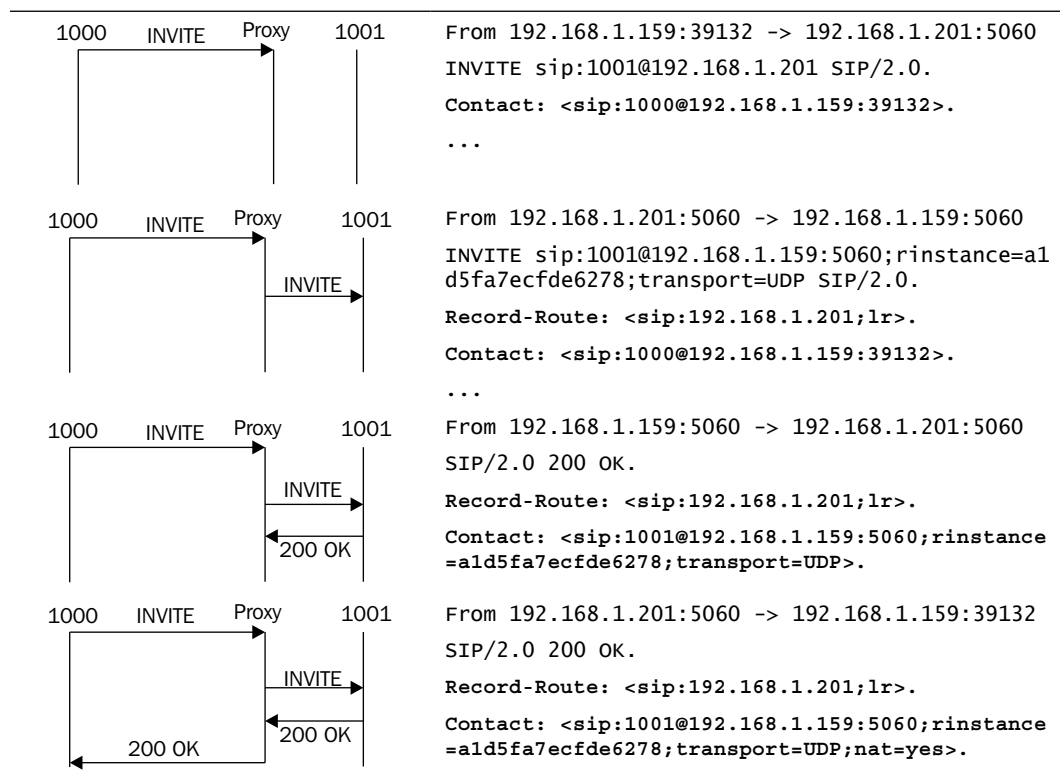 1000 INVITE Proxy 1001
From 192.168.1.159:39132 -> 192.168.1.201:5060
INVITE sip:1001@192.168.1.201 SIP/2.0.
Contact: <sip:1000@192.168.1.159:39132>.
...
1000 INVITE Proxy 1001
INVITE
From 192.168.1.201:5060 -> 192.168.1.159:5060
INVITE sip:1001@192.168.1.159:5060;rinstance=a1
d5fa7ecfde6278;transport=UDP SIP/2.0.
Record-Route: <sip:192.168.1.201;lr>.
Contact: <sip:1000@192.168.1.159:39132>.
...
1000 INVITE Proxy 1001
INVITE
200 OK
From 192.168.1.159:5060 -> 192.168.1.201:5060
SIP/2.0 200 OK.
Record-Route: <sip:192.168.1.201;lr>.
Contact: <sip:1001@192.168.1.159:5060;rinstance
=a1d5fa7ecfde6278;transport=UDP>.
1000 INVITE Proxy 1001
INVITE
200 OK
200 OK
From 192.168.1.201:5060 -> 192.168.1.159:39132
SIP/2.0 200 OK.
Record-Route: <sip:192.168.1.201;lr>.
Contact: <sip:1001@192.168.1.159:5060;rinstance
=a1d5fa7ecfde6278;transport=UDP;nat=yes>.